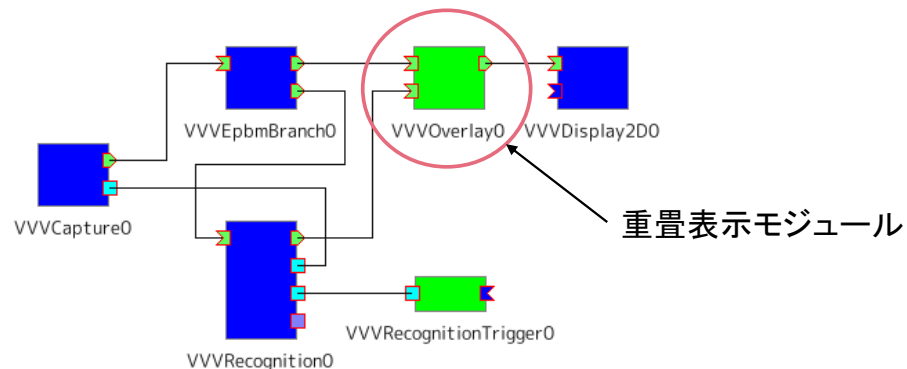 VVVEpbmBranch0
VVVOverlay0
VVVDisplay2D0
VVVCapture0
重畳表示モジュール
VVVRecognitionTrigger0
VVVRecognition0